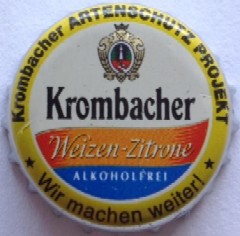 Krombacher ARTENSCHUTZ PROJEKT
Krombacher
Weizen-Zitrone
ALKOHOLFREI
★ Wir machen weiter! ★